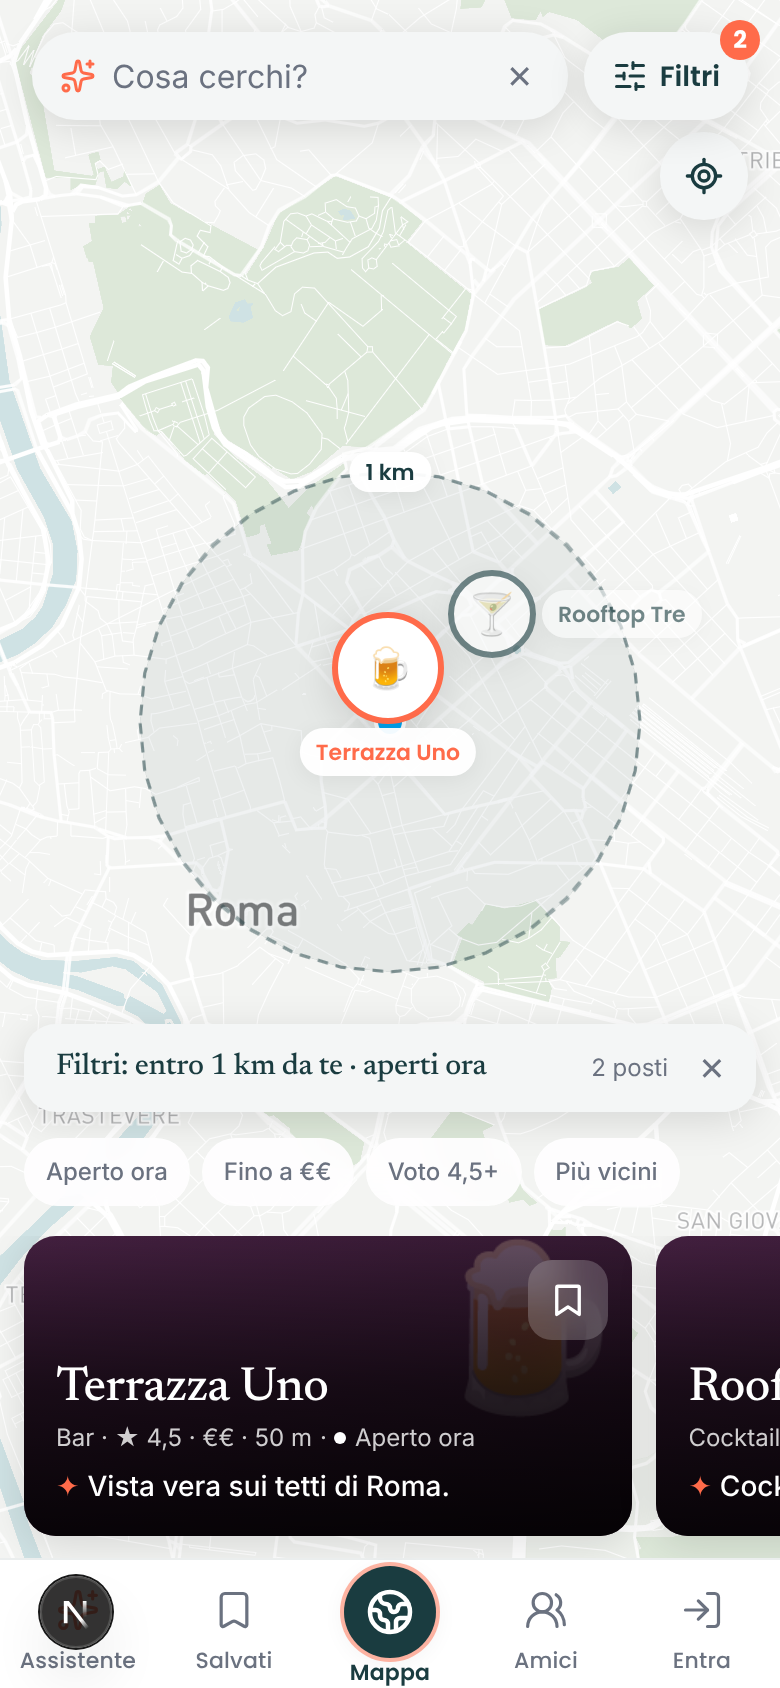 Cosa cerchi?
Filtri
2
1 km
Rooftop Tre
Terrazza Uno
Roma
Filtri: entro 1 km da te · aperti ora
2 posti
TRASTEVERE
Aperto ora
Fino a €€
Voto 4,5+
Più vicini
SAN GIOV
Terrazza Uno
Bar · ★ 4,5 · €€ · 50 m · ● Aperto ora
✦ Vista vera sui tetti di Roma.
Roof
Cocktail
✦ Cock
N
Assistente
Salvati
Mappa
Amici
Entra